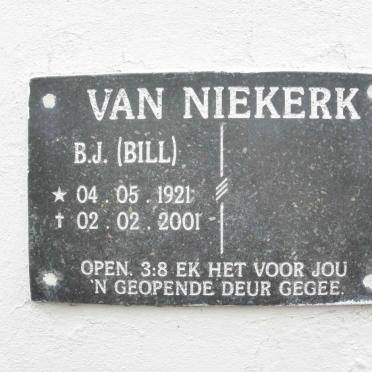 VAN NIEKERK
B.J. (BILL)
★ 04 . 05 . 1921
† 02 . 02 . 2001
OPEN. 3:8 EK HET VOOR JOU
'N GEOPENDE DEUR GEGEE.